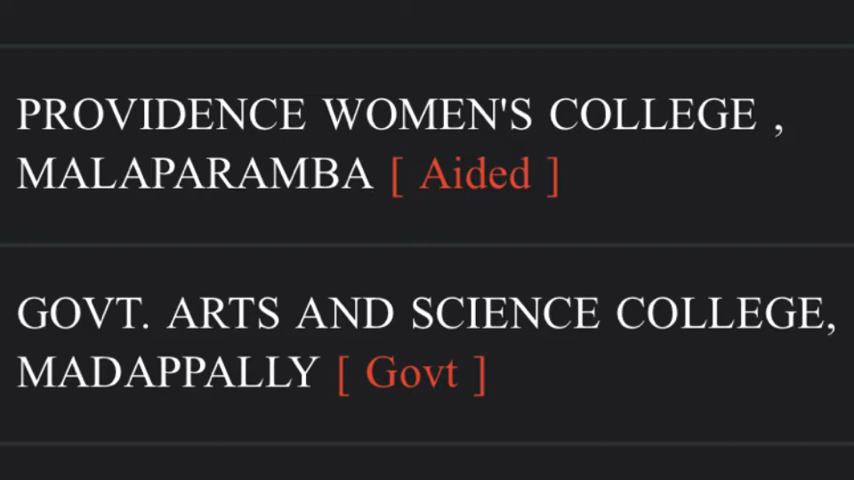 PROVIDENCE WOMEN'S COLLEGE ,
MALAPARAMBA [ Aided ]
GOVT. ARTS AND SCIENCE COLLEGE,
MADAPPALLY [ Govt ]